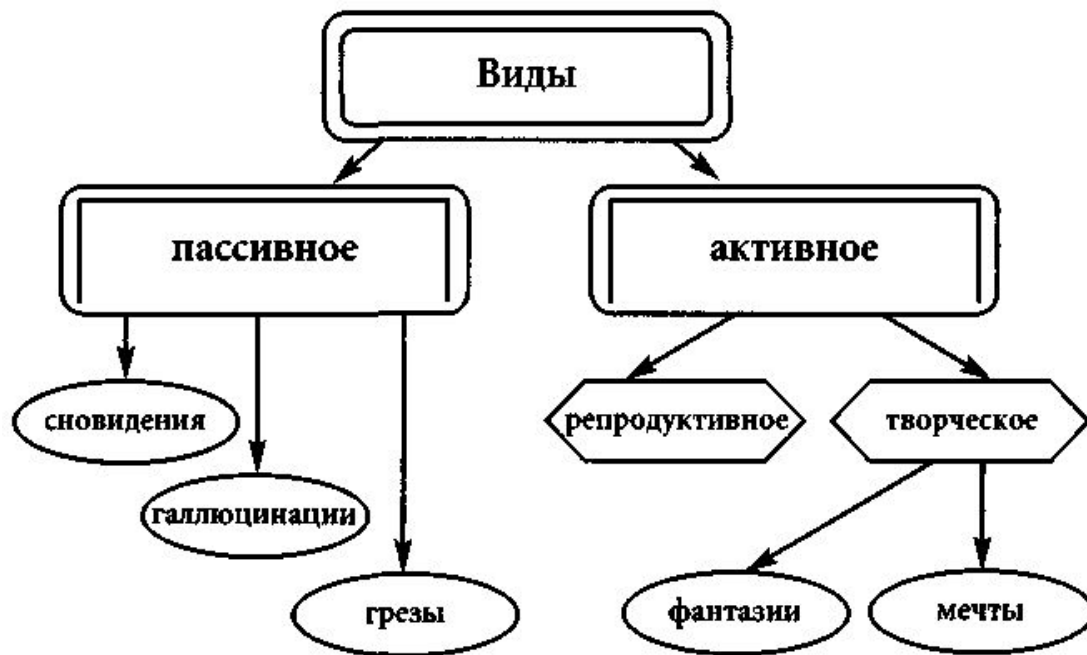 Виды
пассивное
активное
сновидения
репродуктивное
творческое
галлюцинации
грезы
фантазии
мечты